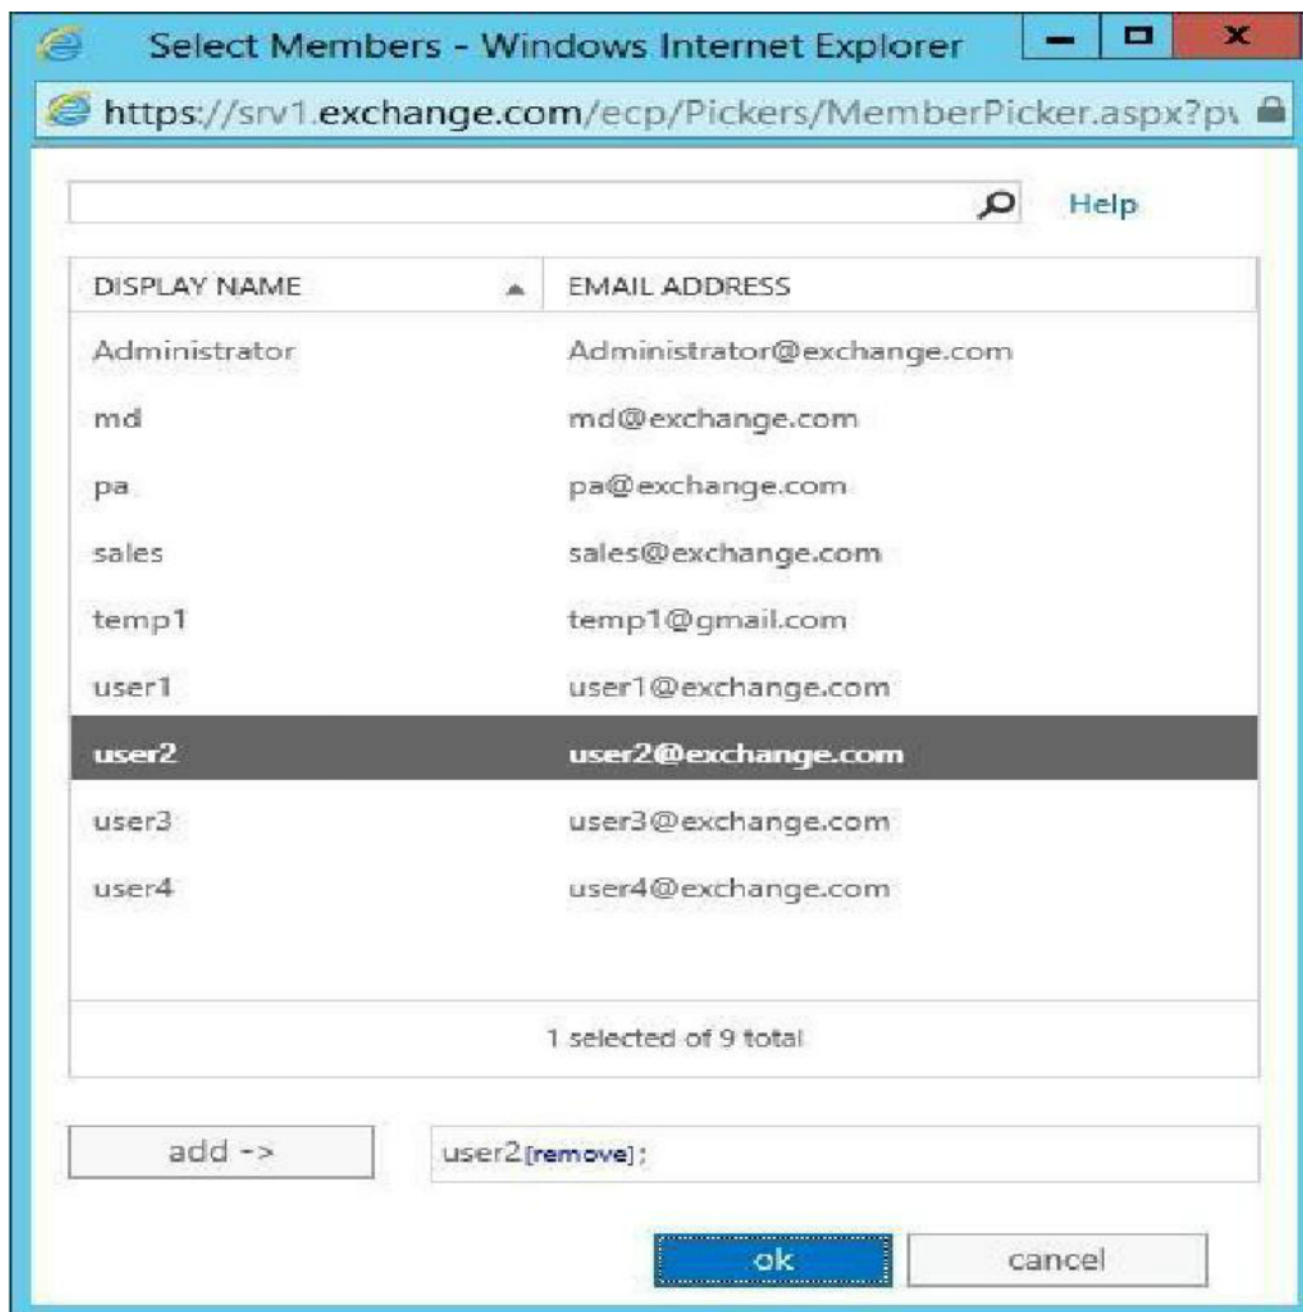 Select Members - Windows Internet Explorer
https://srv1.exchange.com/ecp/Pickers/MemberPicker.aspx?pv
Help
DISPLAY NAME EMAIL ADDRESS
Administrator Administrator@exchange.com
md md@exchange.com
pa pa@exchange.com
sales sales@exchange.com
temp1 temp1@gmail.com
user1 user1@exchange.com
user2 user2@exchange.com
user3 user3@exchange.com
user4 user4@exchange.com
1 selected of 9 total
add -> user2[remove];
ok cancel